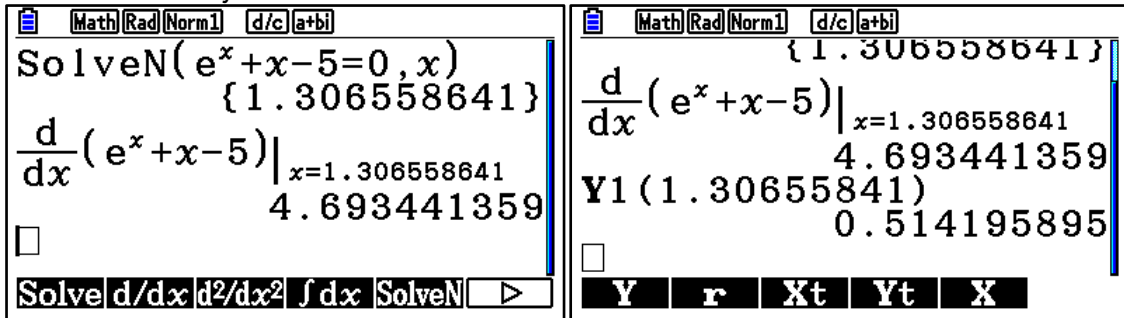 Math Rad Norm1 d/c a+bi
SolveN(eˣ+x−5=0,x)
{1.306558641}
d/dx(eˣ+x−5)|x=1.306558641
4.693441359
Solve d/dx d²/dx² ∫dx SolveN ▷
Math Rad Norm1 d/c a+bi
{1.306558641}
d/dx(eˣ+x−5)|x=1.306558641
4.693441359
Y1(1.30655841)
0.514195895
Y r Xt Yt X